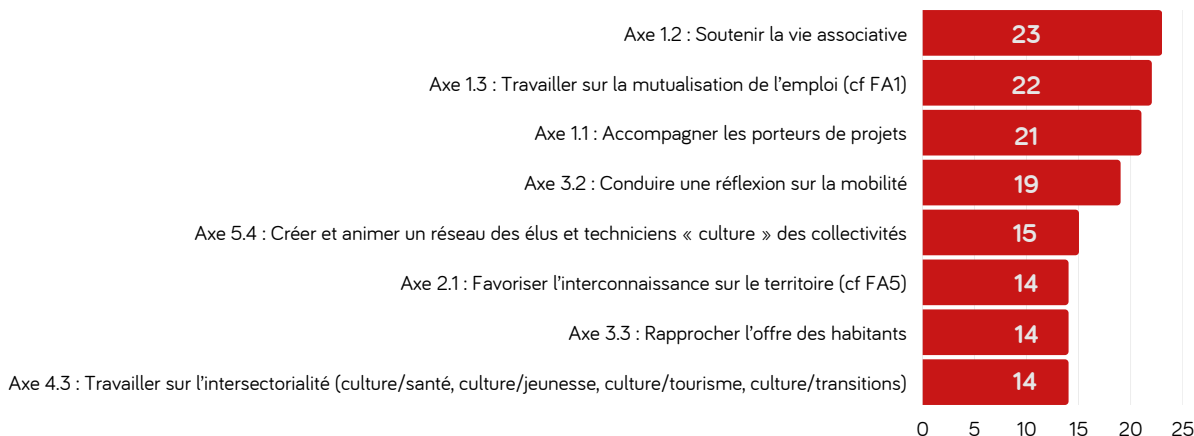 Axe 1.2 : Soutenir la vie associative 23
Axe 1.3 : Travailler sur la mutualisation de l'emploi (cf FA1) 22
Axe 1.1 : Accompagner les porteurs de projets 21
Axe 3.2 : Conduire une réflexion sur la mobilité 19
Axe 5.4 : Créer et animer un réseau des élus et techniciens « culture » des collectivités 15
Axe 2.1 : Favoriser l'interconnaissance sur le territoire (cf FA5) 14
Axe 3.3 : Rapprocher l'offre des habitants 14
Axe 4.3 : Travailler sur l'intersectorialité (culture/santé, culture/jeunesse, culture/tourisme, culture/transitions) 14
0 5 10 15 20 25